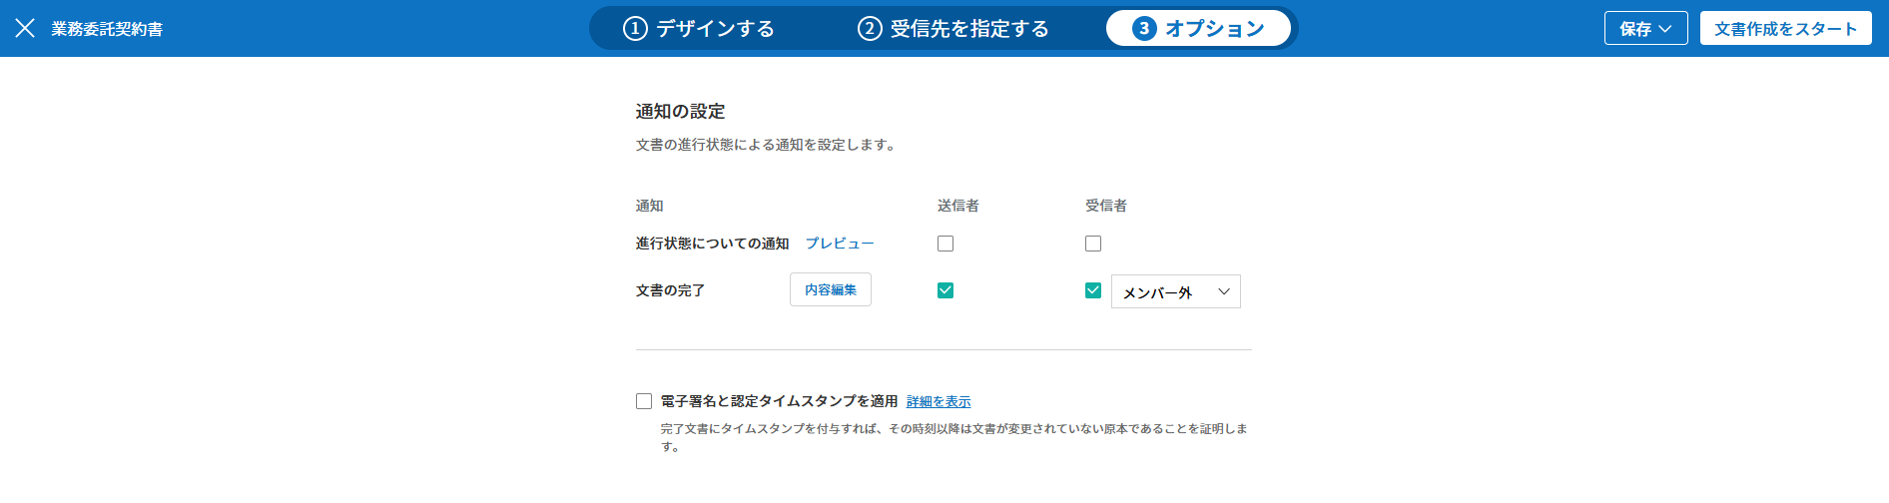 業務委託契約書
1 デザインする
2 受信先を指定する
3 オプション
保存
文書作成をスタート
通知の設定
文書の進行状態による通知を設定します。
通知 送信者 受信者
進行状態についての通知 プレビュー
文書の完了 内容編集 メンバー外
電子署名と認定タイムスタンプを適用 詳細を表示
完了文書にタイムスタンプを付与すれば、その時刻以降は文書が変更されていない原本であることを証明しま
す。